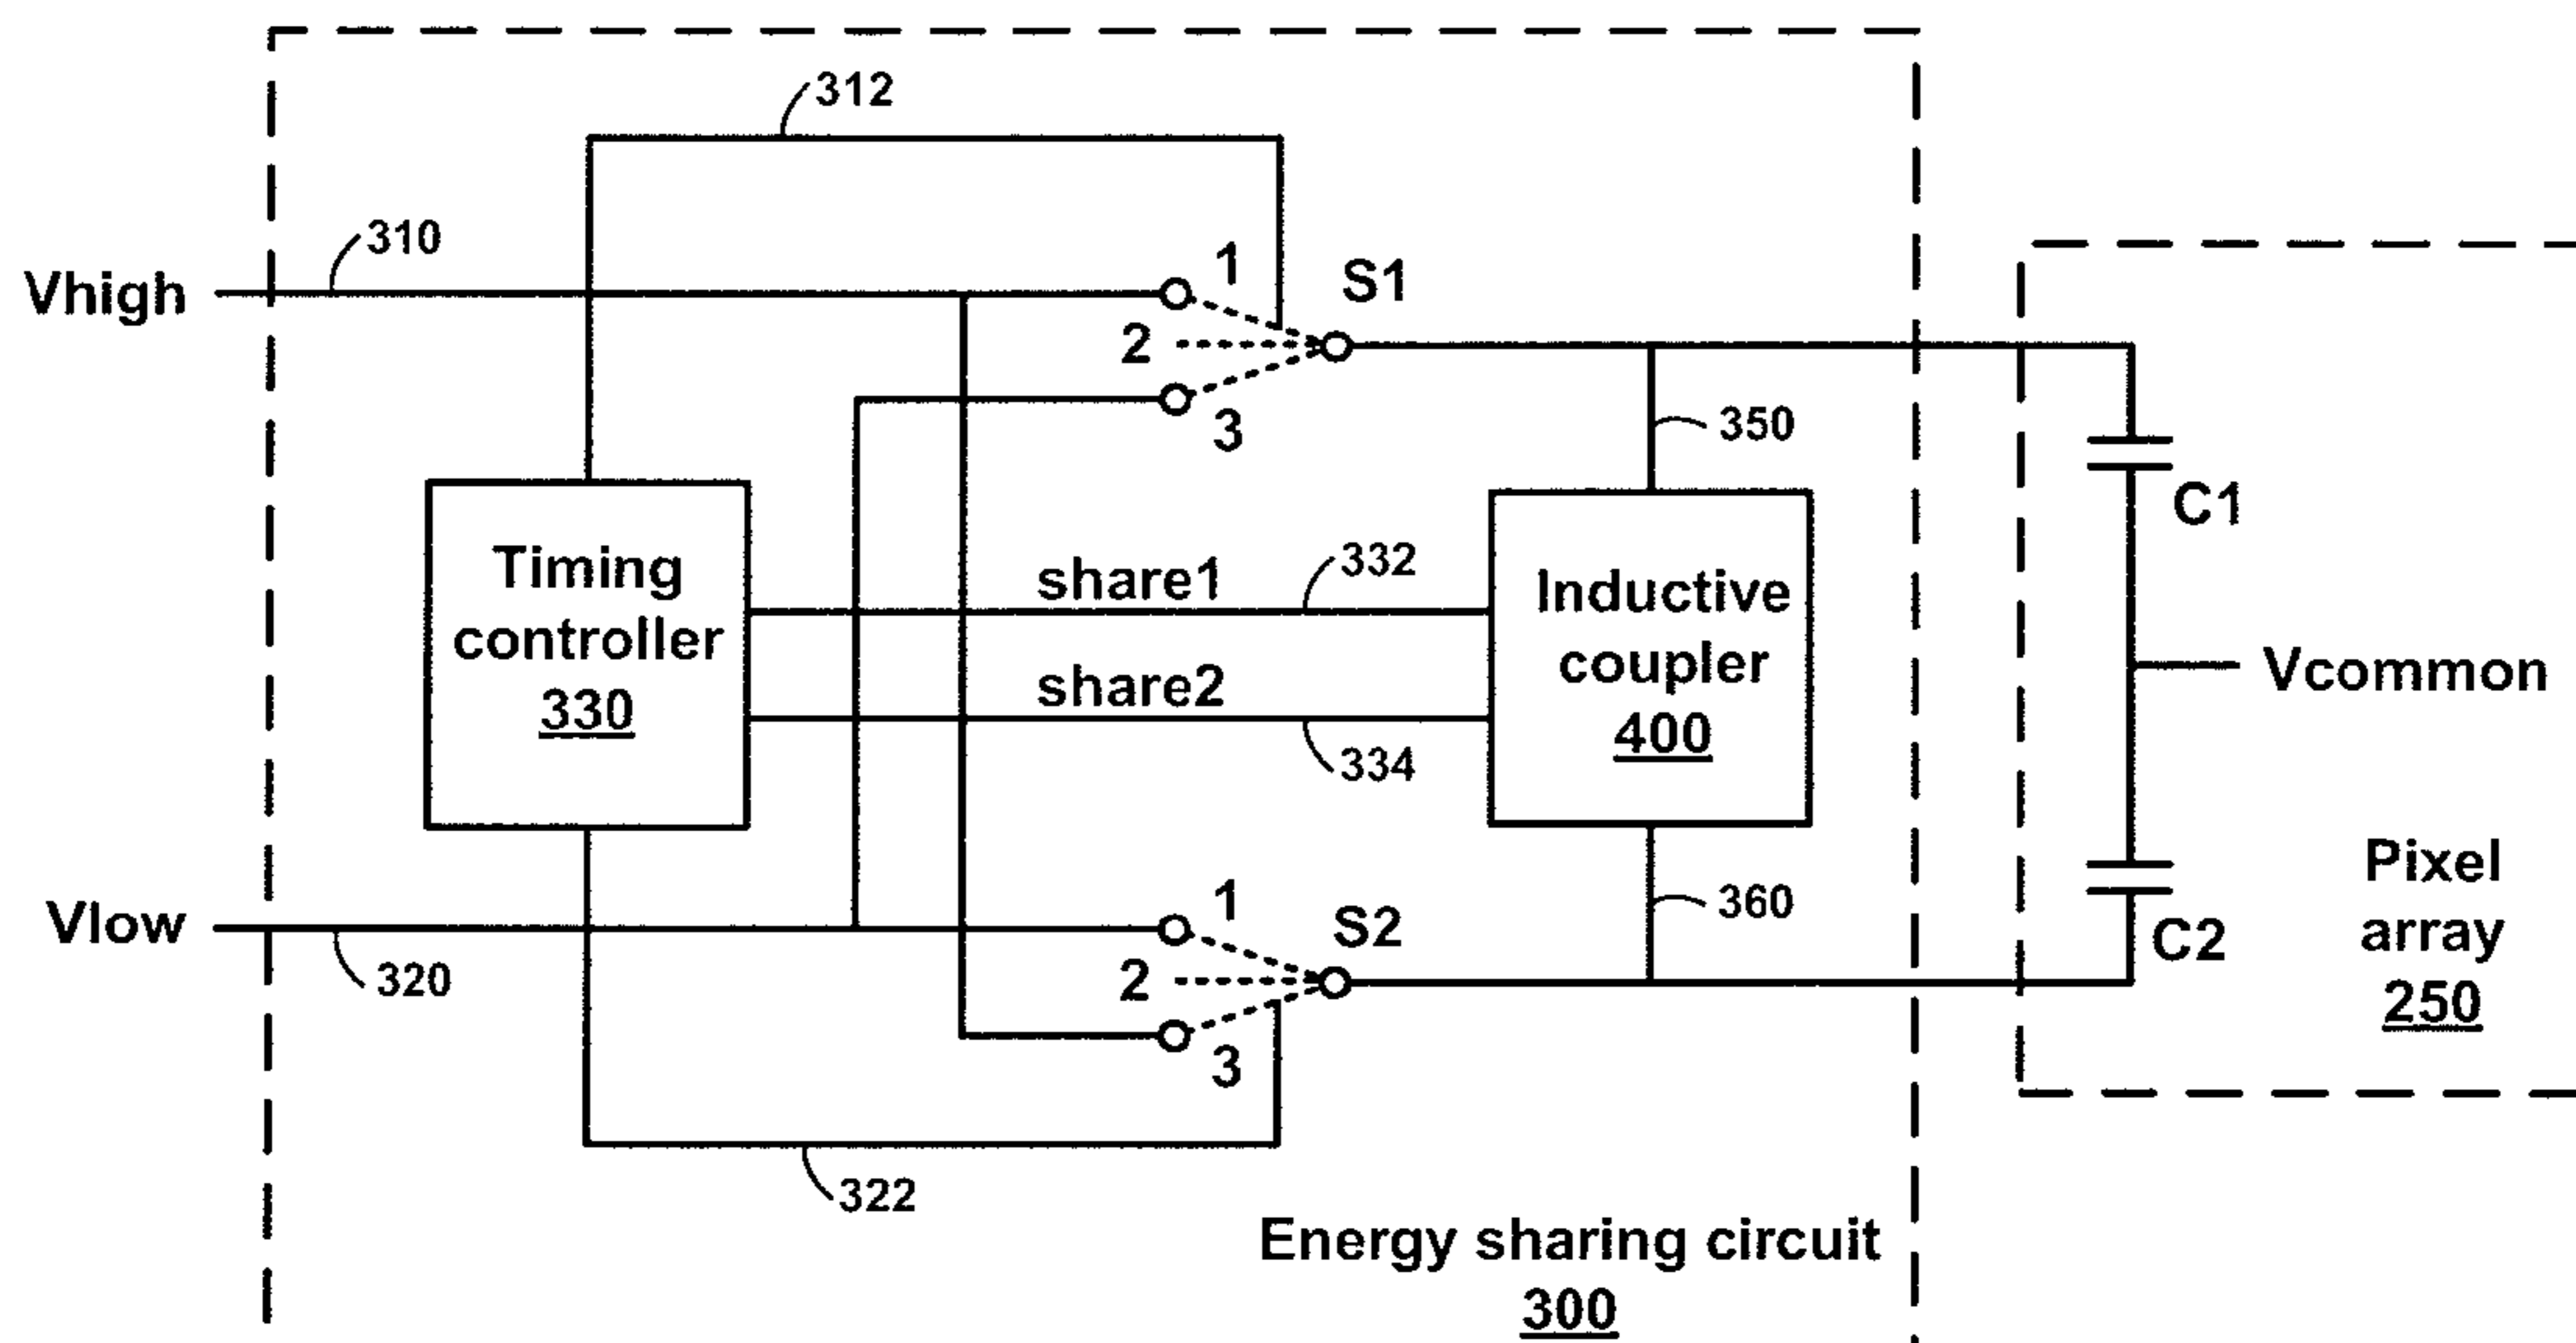 312
310
Vhigh
1
S1
2
3
350
C1
Timing
controller
330
share1
332
share2
334
Inductive
coupler
400
Vcommon
Vlow
320
1
S2
2
3
360
C2
Pixel
array
250
322
Energy sharing circuit
300